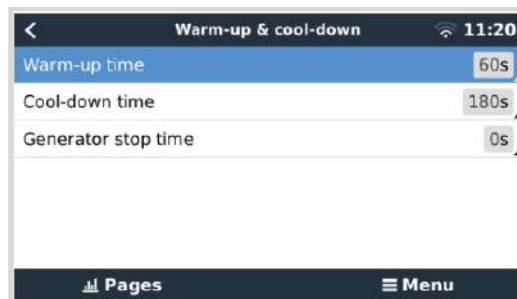 Warm-up & cool-down 11:20
Warm-up time 60s
Cool-down time 180s
Generator stop time 0s
Pages Menu